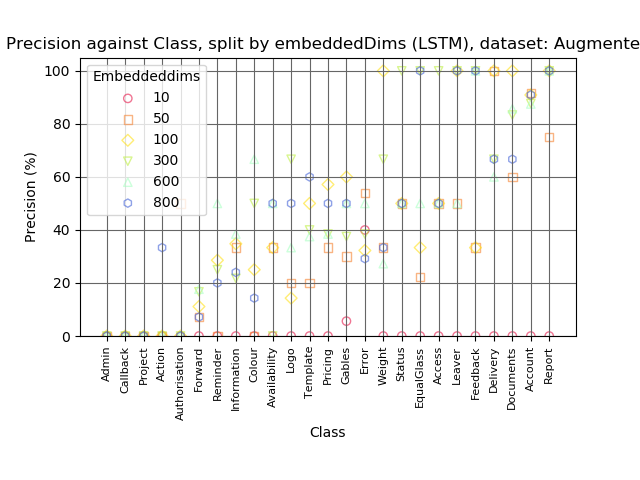 Precision against Class, split by embeddedDims (LSTM), dataset: Augmente
Embeddeddims
10
50
100
300
600
800
Precision (%)
100
80
60
40
20
0
Admin
Callback
Project
Action
Authorisation
Forward
Reminder
Information
Colour
Availability
Logo
Template
Pricing
Gables
Error
Weight
Status
EqualGlass
Access
Leaver
Feedback
Delivery
Documents
Account
Report
Class